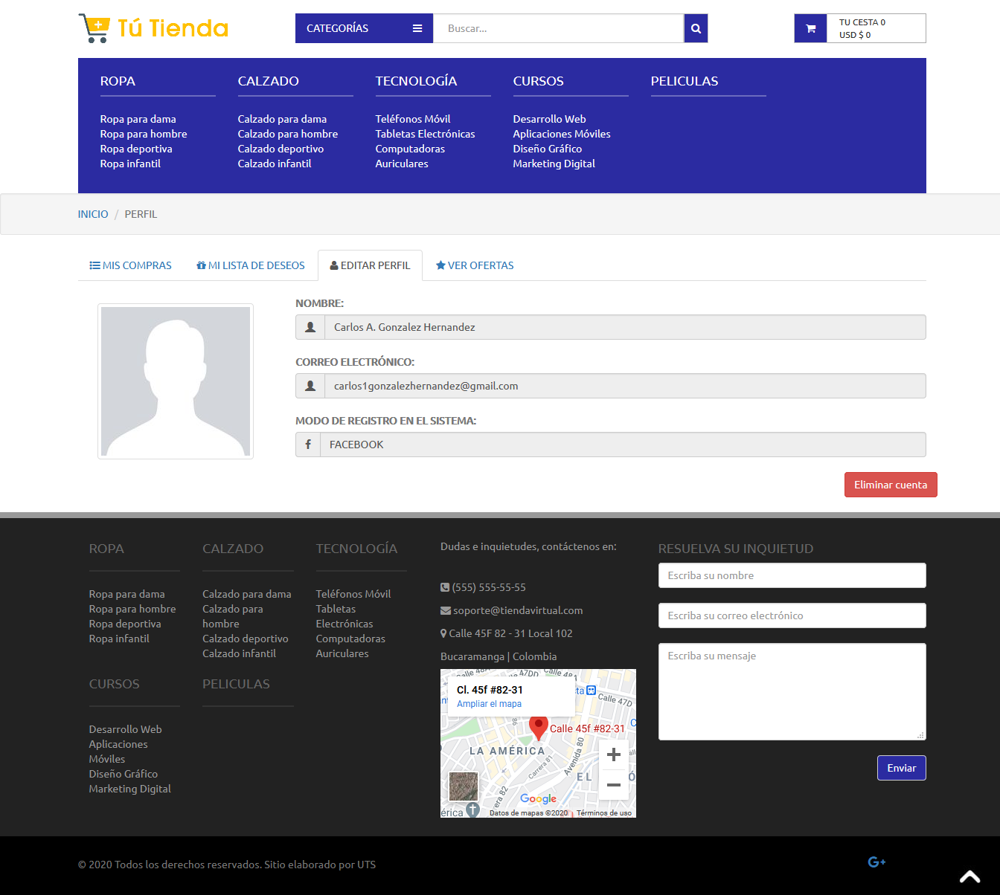 Tú Tienda
CATEGORÍAS
Buscar...
TU CESTA 0
USD $ 0
ROPA
Ropa para dama
Ropa para hombre
Ropa deportiva
Ropa infantil
CALZADO
Calzado para dama
Calzado para hombre
Calzado deportivo
Calzado infantil
TECNOLOGÍA
Teléfonos Móvil
Tabletas Electrónicas
Computadoras
Auriculares
CURSOS
Desarrollo Web
Aplicaciones Móviles
Diseño Gráfico
Marketing Digital
PELICULAS
INICIO / PERFIL
MIS COMPRAS
MI LISTA DE DESEOS
EDITAR PERFIL
VER OFERTAS
NOMBRE:
Carlos A. Gonzalez Hernandez
CORREO ELECTRÓNICO:
carlos1gonzalezhernandez@gmail.com
MODO DE REGISTRO EN EL SISTEMA:
FACEBOOK
Eliminar cuenta
ROPA
Ropa para dama
Ropa para hombre
Ropa deportiva
Ropa infantil
CALZADO
Calzado para dama
Calzado para
hombre
Calzado deportivo
Calzado infantil
TECNOLOGÍA
Teléfonos Móvil
Tabletas
Electrónicas
Computadoras
Auriculares
CURSOS
Desarrollo Web
Aplicaciones
Móviles
Diseño Gráfico
Marketing Digital
PELICULAS
Dudas e inquietudes, contáctenos en:
(555) 555-55-55
soporte@tiendavirtual.com
Calle 45F 82 - 31 Local 102
Bucaramanga | Colombia
Cl. 45f #82-31
Ampliar el mapa
Calle 47D
Calle 45f #82-31
LA AMÉRICA
Carrera 81
Avenida 80
EL
Google
Datos de mapas ©2020
Términos de uso
RESUELVA SU INQUIETUD
Escriba su nombre
Escriba su correo electrónico
Escriba su mensaje
Enviar
© 2020 Todos los derechos reservados. Sitio elaborado por UTS
G+